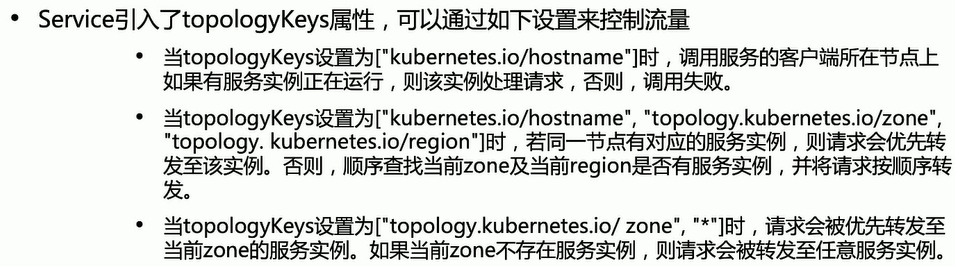 • Service引入了topologyKeys属性，可以通过如下设置来控制流量
• 当topologyKeys设置为["kubernetes.io/hostname"]时，调用服务的客户端所在节点上
如果有服务实例正在运行，则该实例处理请求，否则，调用失败。
• 当topologyKeys设置为["kubernetes.io/hostname", "topology.kubernetes.io/zone",
"topology. kubernetes.io/region"]时，若同一节点有对应的服务实例，则请求会优先转
发至该实例。否则，顺序查找当前zone及当前region是否有服务实例，并将请求按顺序转
发。
• 当topologyKeys设置为["topology.kubernetes.io/ zone", "*"]时，请求会被优先转发至
当前zone的服务实例。如果当前zone不存在服务实例，则请求会被转发至任意服务实例。